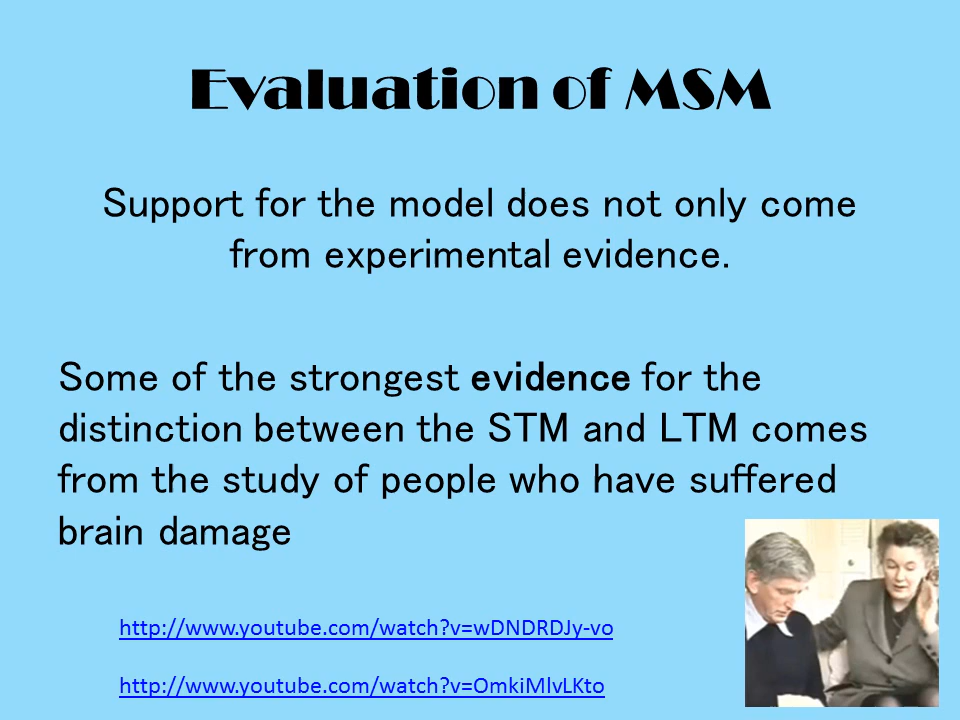 Evaluation of MSM
Support for the model does not only come
from experimental evidence.
Some of the strongest evidence for the
distinction between the STM and LTM comes
from the study of people who have suffered
brain damage
http://www.youtube.com/watch?v=wDNDRDJy-vo
http://www.youtube.com/watch?v=OmkiMlvLKto